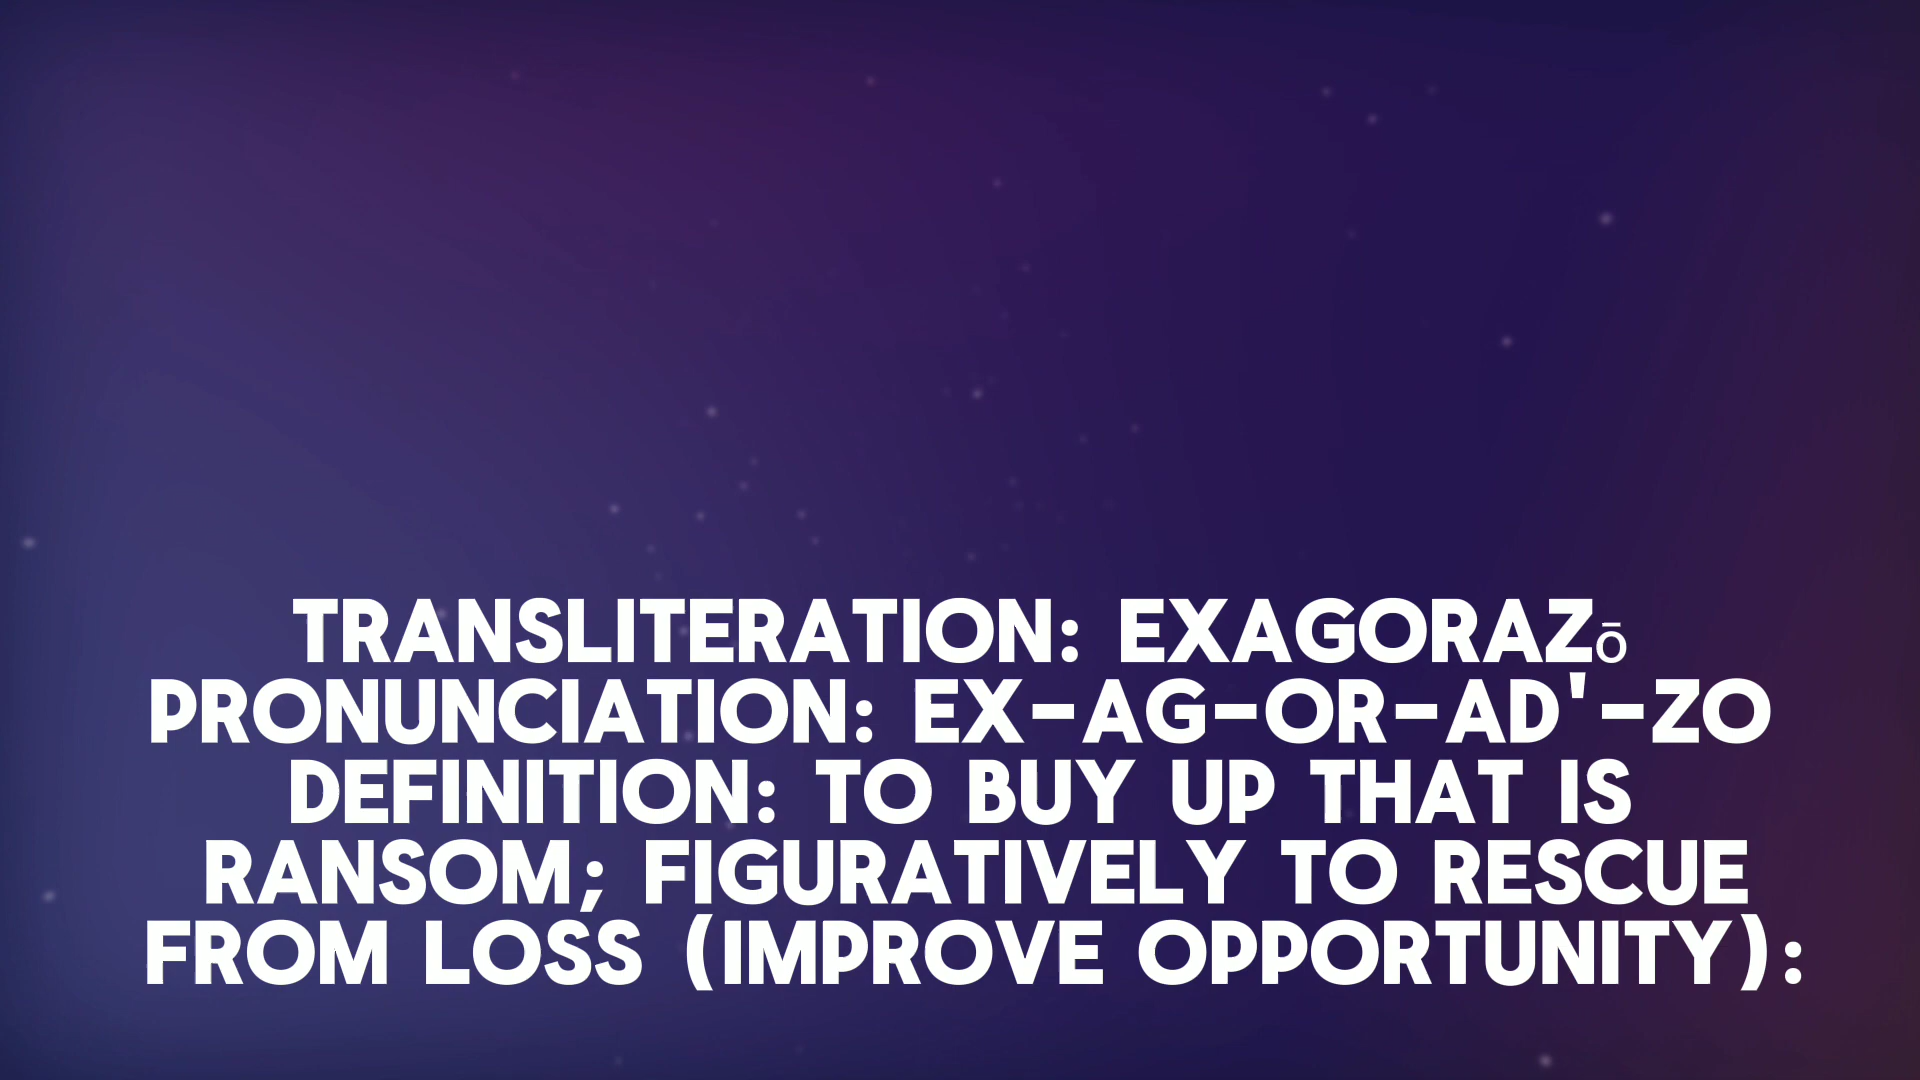 TRANSLITERATION: EXAGORAZō
PRONUNCIATION: EX-AG-OR-AD'-ZO
DEFINITION: TO BUY UP THAT IS
RANSOM; FIGURATIVELY TO RESCUE
FROM LOSS (IMPROVE OPPORTUNITY):